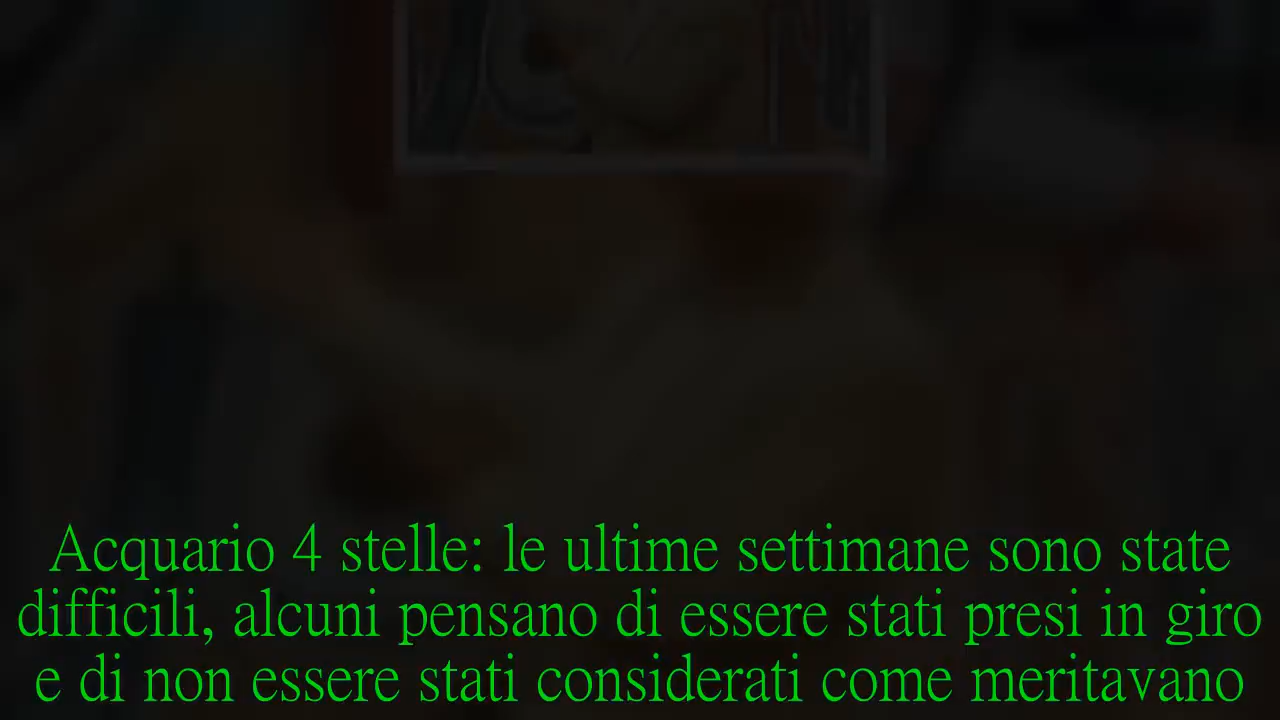 Acquario 4 stelle: le ultime settimane sono state
difficili, alcuni pensano di essere stati presi in giro
e di non essere stati considerati come meritavano